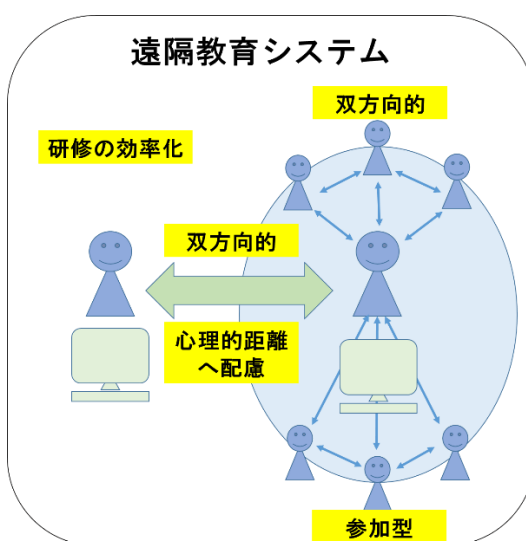 遠隔教育システム
双方向的
研修の効率化
双方向的
心理的距離
へ配慮
参加型